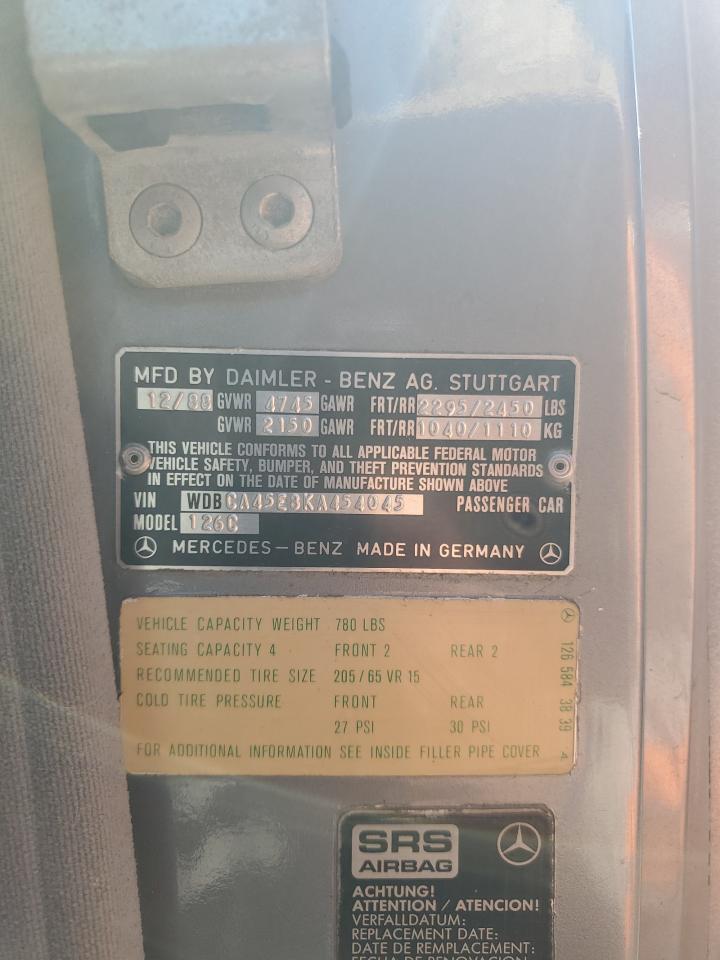 MFD BY DAIMLER - BENZ AG. STUTTGART
12/88 GVWR 4745 GAWR FRT/RR 2295/2450 LBS
GVWR 2150 GAWR FRT/RR 1040/1110 KG
THIS VEHICLE CONFORMS TO ALL APPLICABLE FEDERAL MOTOR
VEHICLE SAFETY, BUMPER, AND THEFT PREVENTION STANDARDS
IN EFFECT ON THE DATE OF MANUFACTURE SHOWN ABOVE
VIN WDBCA45E8KA454045 PASSENGER CAR
MODEL 126C
MERCEDES-BENZ MADE IN GERMANY
VEHICLE CAPACITY WEIGHT 780 LBS
SEATING CAPACITY 4 FRONT 2 REAR 2
RECOMMENDED TIRE SIZE 205/65 VR 15
COLD TIRE PRESSURE FRONT REAR
27 PSI 30 PSI
FOR ADDITIONAL INFORMATION SEE INSIDE FILLER PIPE COVER
126 584 38 39 4
SRS
AIRBAG
ACHTUNG!
ATTENTION / ATENCION!
VERFALLDATUM:
REPLACEMENT DATE:
DATE DE REMPLACEMENT:
FECHA DE RENOVACION